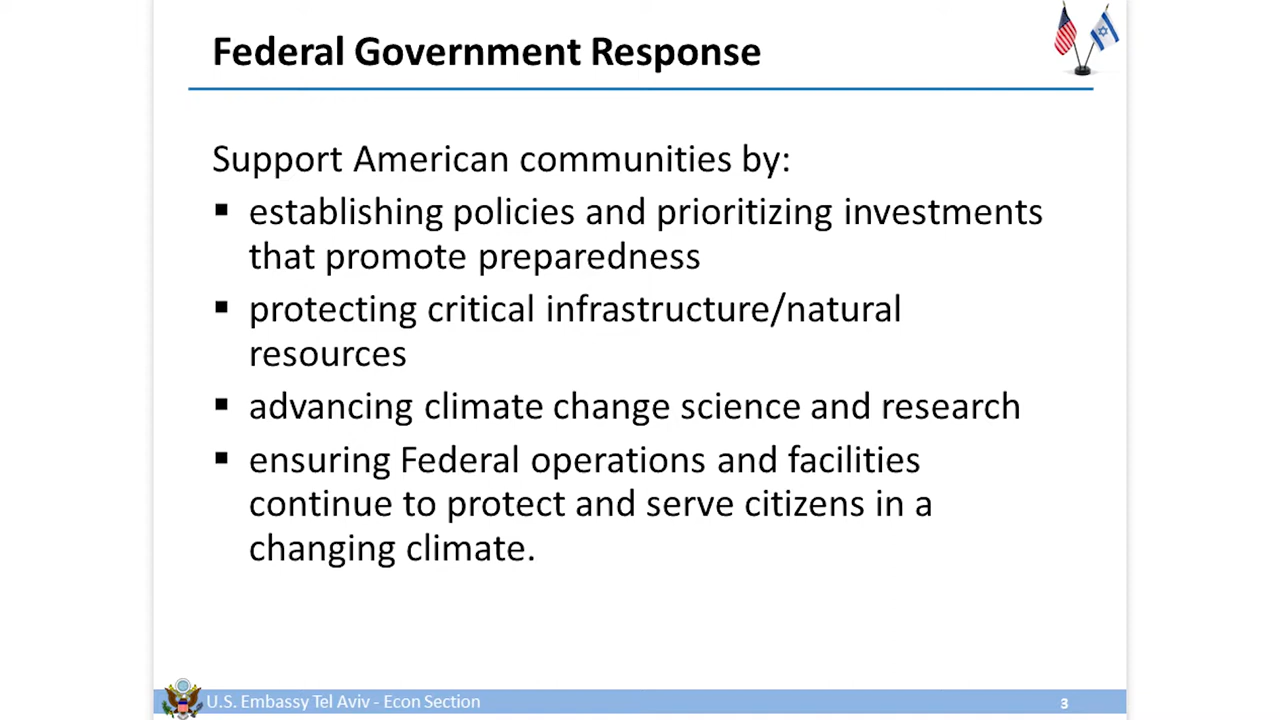 Federal Government Response
Support American communities by:
▪ establishing policies and prioritizing investments
that promote preparedness
▪ protecting critical infrastructure/natural
resources
▪ advancing climate change science and research
▪ ensuring Federal operations and facilities
continue to protect and serve citizens in a
changing climate.
U.S. Embassy Tel Aviv - Econ Section
3